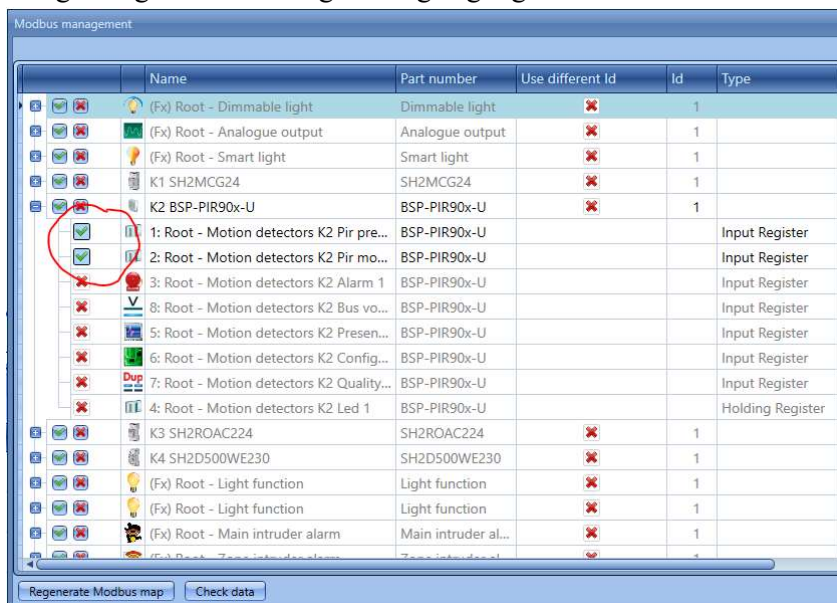 Modbus management
Name Part number Use different Id Id Type
(Fx) Root - Dimmable light Dimmable light 1
(Fx) Root - Analogue output Analogue output 1
(Fx) Root - Smart light Smart light 1
K1 SH2MCG24 SH2MCG24 1
K2 BSP-PIR90x-U BSP-PIR90x-U 1
1: Root - Motion detectors K2 Pir pre... BSP-PIR90x-U Input Register
2: Root - Motion detectors K2 Pir mo... BSP-PIR90x-U Input Register
3: Root - Motion detectors K2 Alarm 1 BSP-PIR90x-U Input Register
8: Root - Motion detectors K2 Bus vo... BSP-PIR90x-U Input Register
5: Root - Motion detectors K2 Presen... BSP-PIR90x-U Input Register
6: Root - Motion detectors K2 Config... BSP-PIR90x-U Input Register
Dup 7: Root - Motion detectors K2 Quality... BSP-PIR90x-U Input Register
4: Root - Motion detectors K2 Led 1 BSP-PIR90x-U Holding Register
K3 SH2ROAC224 SH2ROAC224 1
K4 SH2D500WE230 SH2D500WE230 1
(Fx) Root - Light function Light function 1
(Fx) Root - Light function Light function 1
(Fx) Root - Main intruder alarm Main intruder al... 1
Regenerate Modbus map Check data